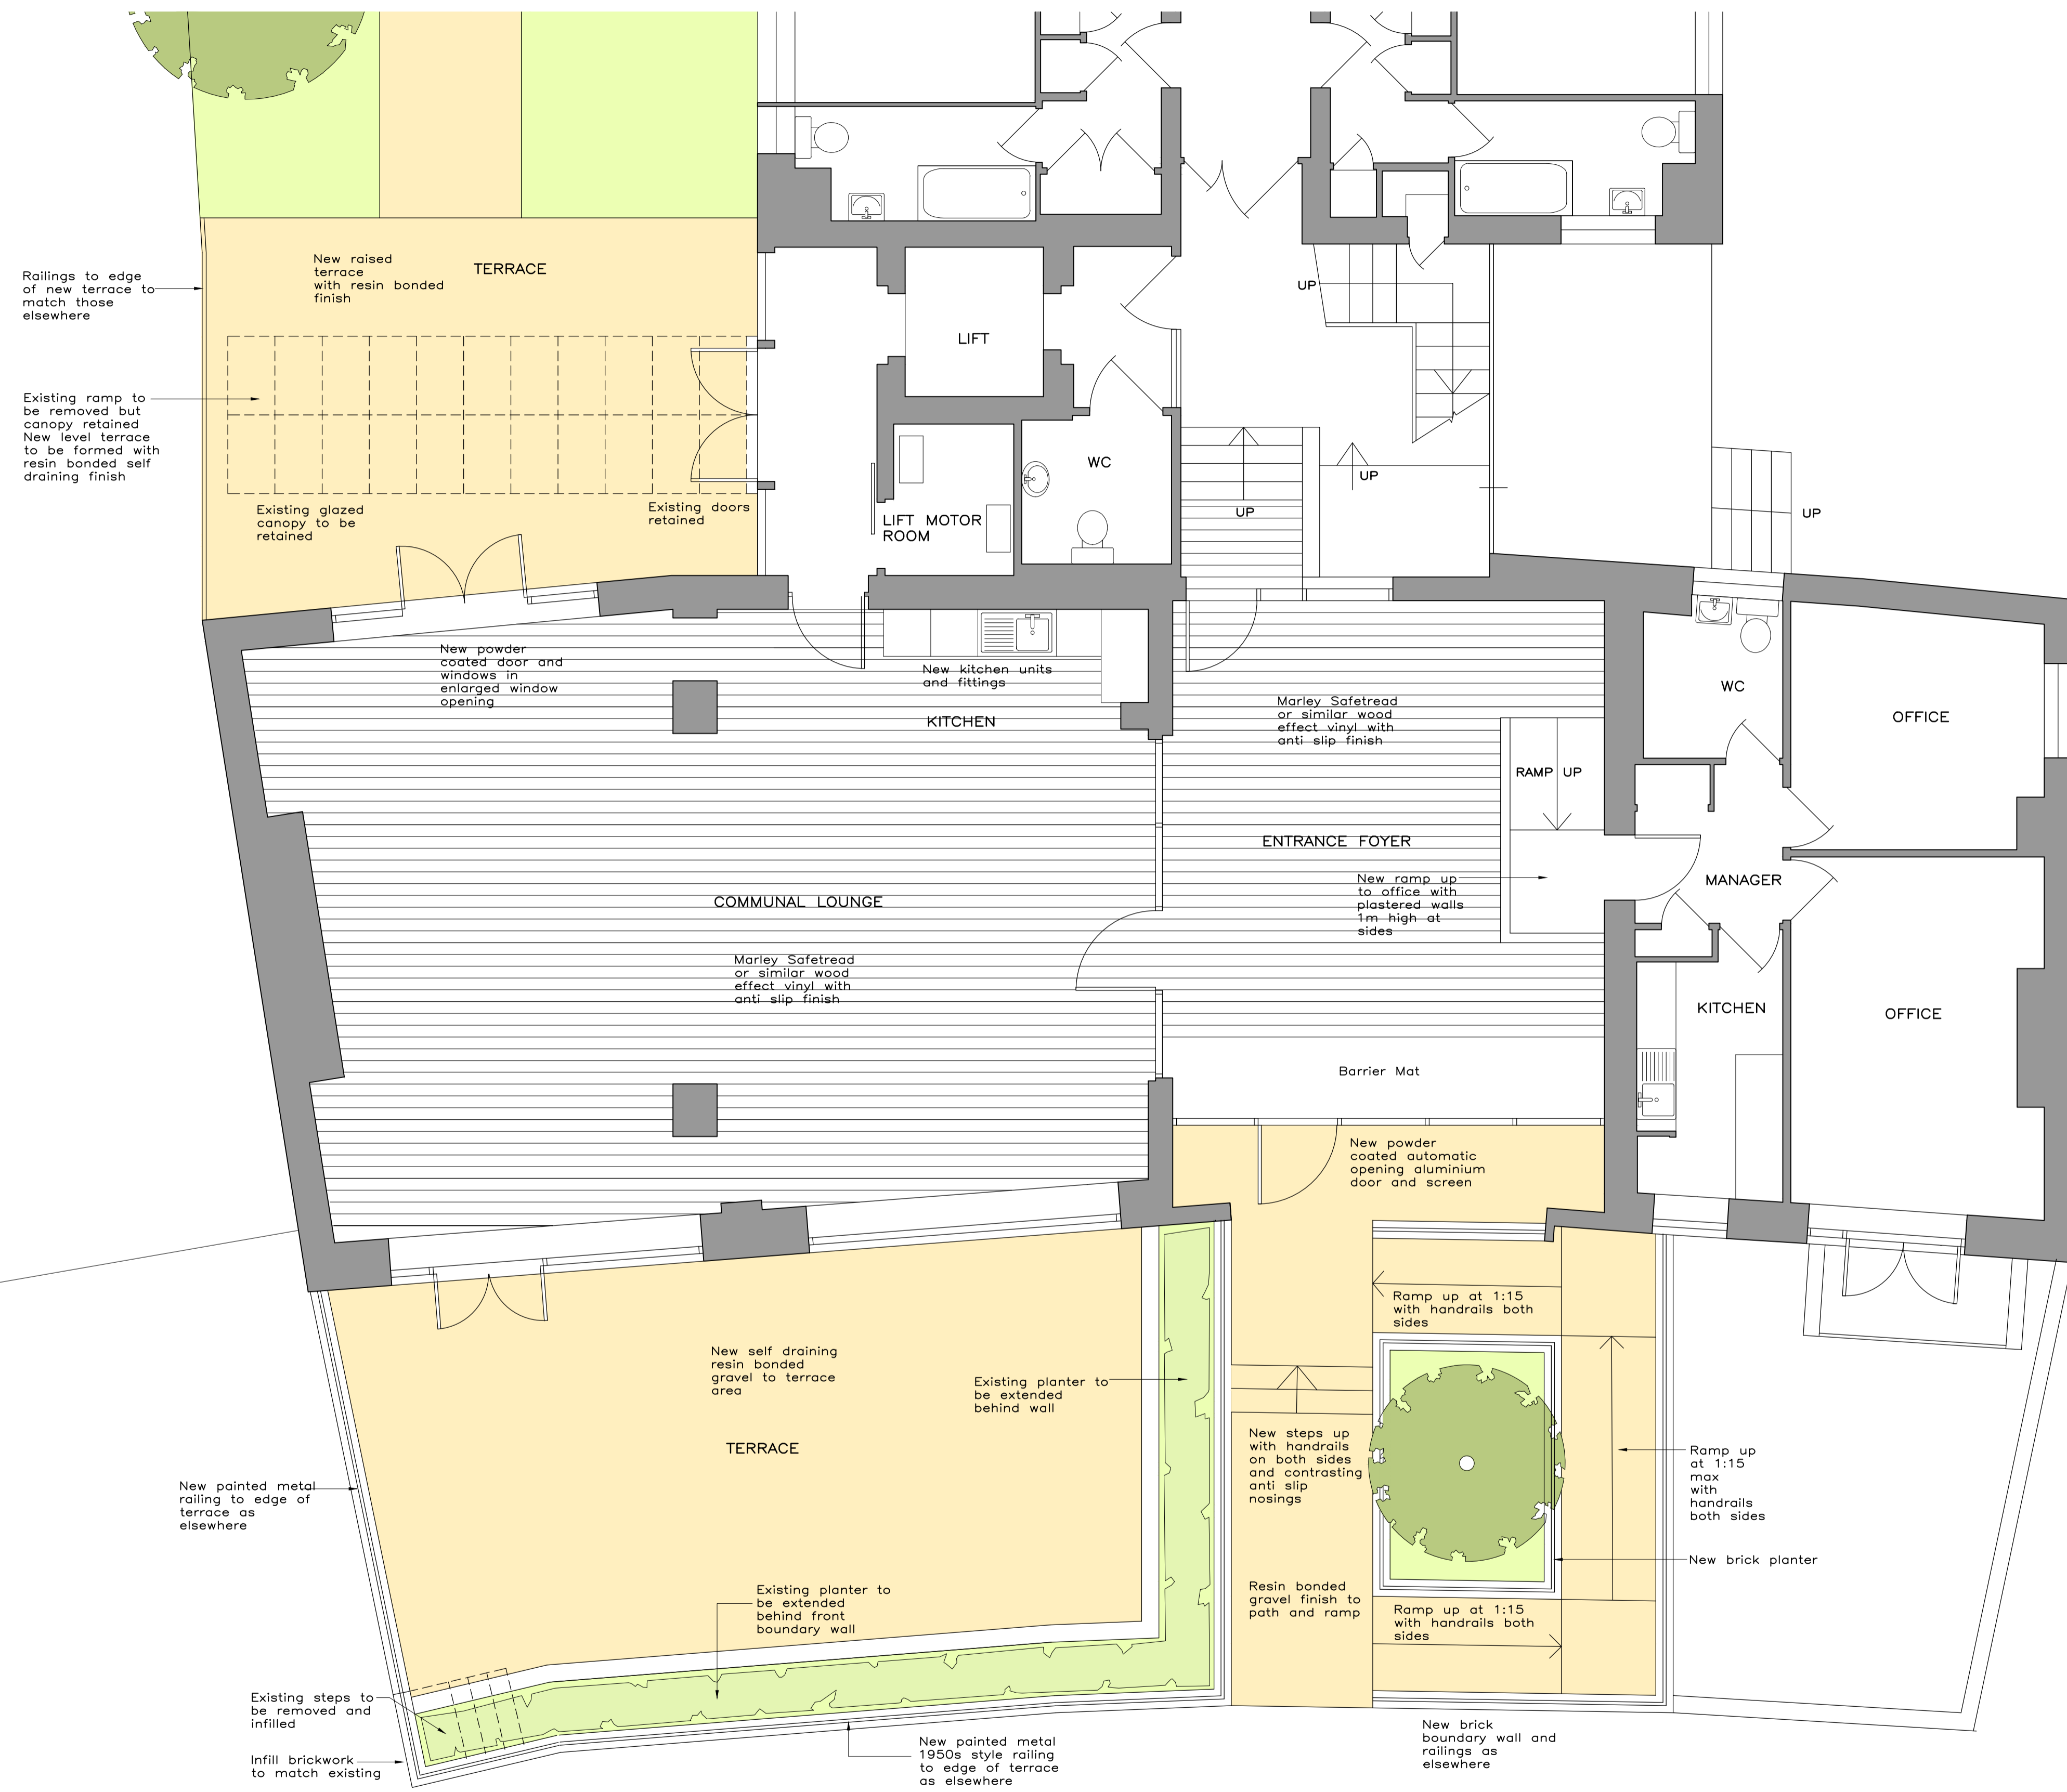 Railings to edge
of new terrace to
match those
elsewhere
New raised
terrace
with resin bonded
finish
TERRACE
Existing ramp to
be removed but
canopy retained
New level terrace
to be formed with
resin bonded self
draining finish
Existing glazed
canopy to be
retained
Existing doors
retained
LIFT
LIFT MOTOR
ROOM
WC
UP
UP
UP
UP
New powder
coated door and
windows in
enlarged window
opening
New kitchen units
and fittings
KITCHEN
Marley Safetread
or similar wood
effect vinyl with
anti slip finish
RAMP UP
WC
OFFICE
ENTRANCE FOYER
New ramp up
to office with
plastered walls
1m high at
sides
MANAGER
COMMUNAL LOUNGE
Marley Safetread
or similar wood
effect vinyl with
anti slip finish
KITCHEN
OFFICE
Barrier Mat
New powder
coated automatic
opening aluminium
door and screen
Ramp up at 1:15
with handrails both
sides
New self draining
resin bonded
gravel to terrace
area
Existing planter to
be extended
behind wall
TERRACE
New steps up
with handrails
on both sides
and contrasting
anti slip
nosings
Ramp up
at 1:15
max
with
handrails
both sides
New painted metal
railing to edge of
terrace as
elsewhere
New brick planter
Existing planter to
be extended
behind front
boundary wall
Resin bonded
gravel finish to
path and ramp
Ramp up at 1:15
with handrails both
sides
Existing steps to
be removed and
infilled
Infill brickwork
to match existing
New painted metal
1950s style railing
to edge of terrace
as elsewhere
New brick
boundary wall and
railings as
elsewhere